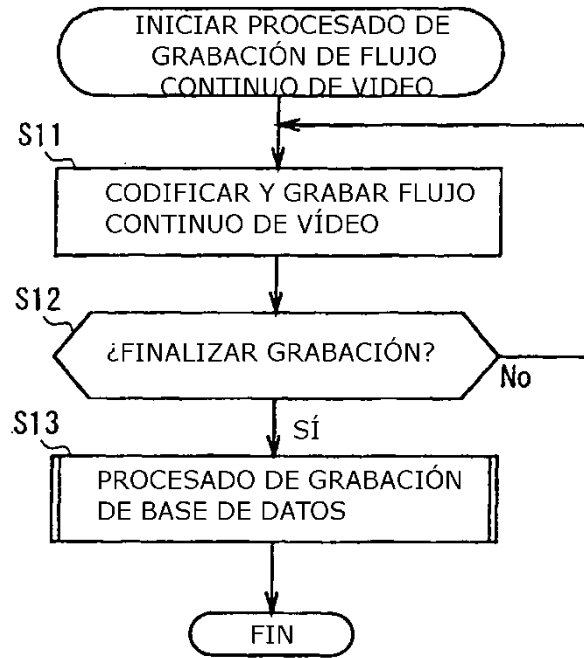 INICIAR PROCESADO DE
GRABACIÓN DE FLUJO
CONTINUO DE VIDEO
S11
CODIFICAR Y GRABAR FLUJO
CONTINUO DE VÍDEO
S12
¿FINALIZAR GRABACIÓN?
No
SÍ
S13
PROCESADO DE GRABACIÓN
DE BASE DE DATOS
FIN